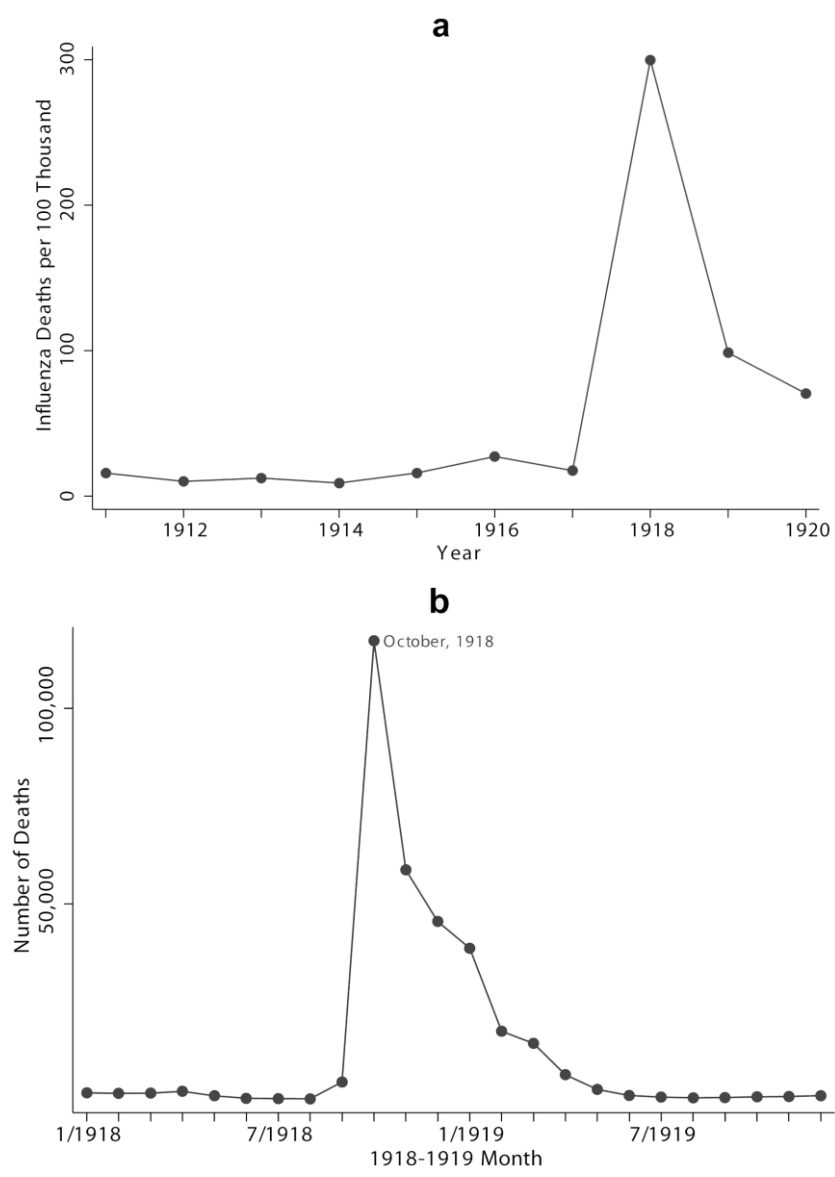 a
Influenza Deaths per 100 Thousand
300
200
100
0
1912 1914 1916 1918 1920
Year
b
October, 1918
Number of Deaths
100,000
50,000
1/1918 7/1918 1/1919 7/1919
1918-1919 Month